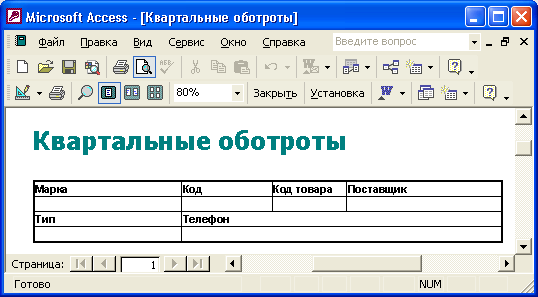 Microsoft Access - [Квартальные оботроты]
Файл Правка Вид Сервис Окно Справка Введите вопрос
80% Закрыть Установка
Квартальные оботроты
Марка Код Код товара Поставщик
Тип Телефон
Страница: 1
Готово NUM